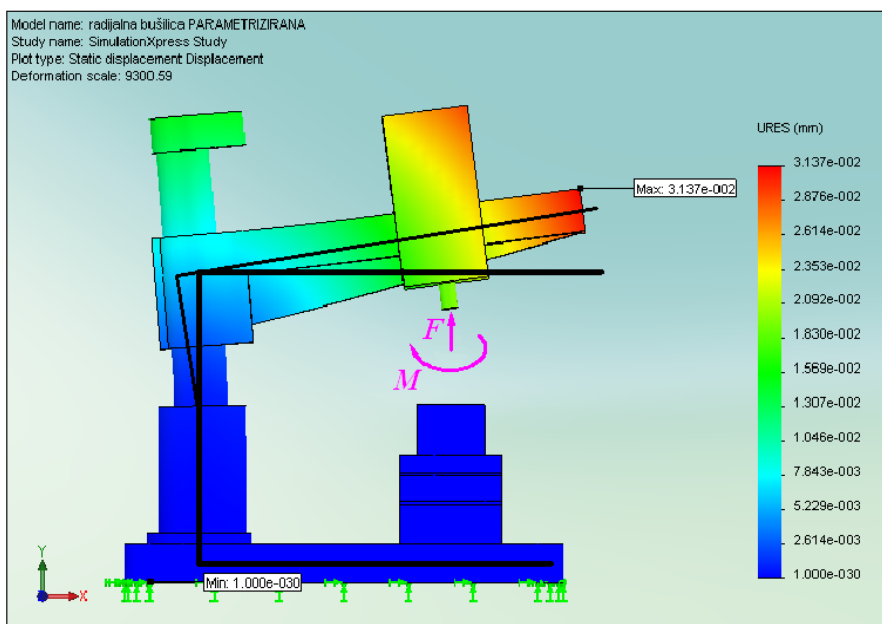 Model name: radijalna bušilica PARAMETRIZIRANA
Study name: SimulationXpress Study
Plot type: Static displacement Displacement
Deformation scale: 9300.59
URES (mm)
3.137e-002
2.876e-002
2.614e-002
2.353e-002
2.092e-002
1.830e-002
1.569e-002
1.307e-002
1.046e-002
7.843e-003
5.229e-003
2.614e-003
1.000e-030
Max: 3.137e-002
F
M
Min: 1.000e-030
Y
X